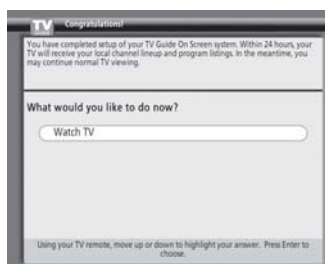 TV Congratulations!
You have completed setup of your TV Guide On Screen system. Within 24 hours, your
TV will receive your local channel lineup and program listings. In the meantime, you
may continue normal TV viewing.
What would you like to do now?
Watch TV
Using your TV remote, move up or down to highlight your answer. Press Enter to
choose.